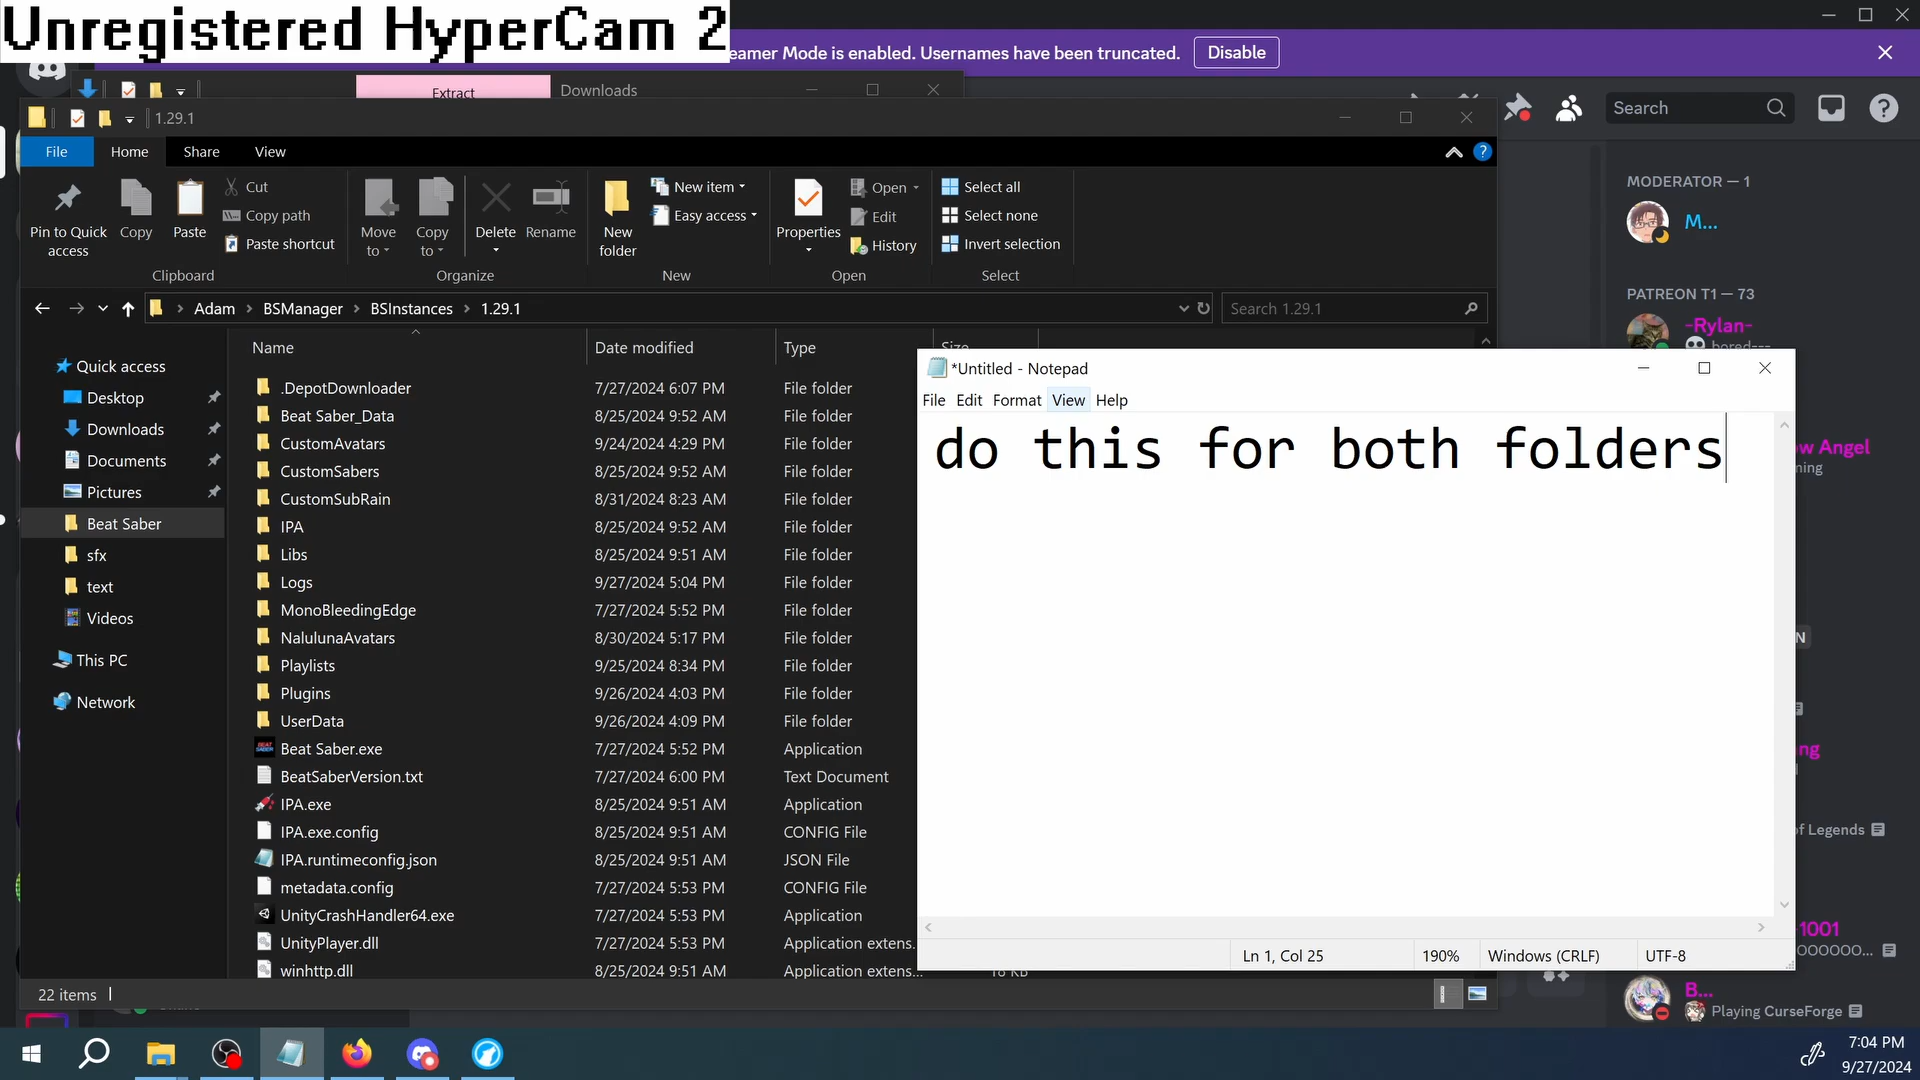 Unregistered HyperCam 2
eamer Mode is enabled. Usernames have been truncated.
Disable
Extract
Downloads
1.29.1
Search
File
Home
Share
View
Pin to Quick access
Copy
Paste
Cut
Copy path
Paste shortcut
Move to
Copy to
Delete
Rename
New folder
New item
Easy access
Properties
Open
Edit
History
Select all
Select none
Invert selection
Clipboard
Organize
New
Open
Select
Adam
BSManager
BSInstances
1.29.1
Search 1.29.1
Quick access
Desktop
Downloads
Documents
Pictures
Beat Saber
sfx
text
Videos
This PC
Network
Name Date modified Type Size
.DepotDownloader 7/27/2024 6:07 PM File folder
Beat Saber_Data 8/25/2024 9:52 AM File folder
CustomAvatars 9/24/2024 4:29 PM File folder
CustomSabers 8/25/2024 9:52 AM File folder
CustomSubRain 8/31/2024 8:23 AM File folder
IPA 8/25/2024 9:52 AM File folder
Libs 8/25/2024 9:51 AM File folder
Logs 9/27/2024 5:04 PM File folder
MonoBleedingEdge 7/27/2024 5:52 PM File folder
NalulunaAvatars 8/30/2024 5:17 PM File folder
Playlists 9/25/2024 8:34 PM File folder
Plugins 9/26/2024 4:03 PM File folder
UserData 9/26/2024 4:09 PM File folder
Beat Saber.exe 7/27/2024 5:52 PM Application
BeatSaberVersion.txt 7/27/2024 6:00 PM Text Document
IPA.exe 8/25/2024 9:51 AM Application
IPA.exe.config 8/25/2024 9:51 AM CONFIG File
IPA.runtimeconfig.json 8/25/2024 9:51 AM JSON File
metadata.config 7/27/2024 5:53 PM CONFIG File
UnityCrashHandler64.exe 7/27/2024 5:53 PM Application
UnityPlayer.dll 7/27/2024 5:53 PM Application extens...
winhttp.dll 8/25/2024 9:51 AM Application extens... 16 KB
22 items
*Untitled - Notepad
File Edit Format View Help
do this for both folders
Ln 1, Col 25
190%
Windows (CRLF)
UTF-8
MODERATOR — 1
M...
PATREON T1 — 73
-Rylan-
bored---
ow Angel
ning
N
ng
of Legends
-1001
OOOOOO...
B...
Playing CurseForge
7:04 PM
9/27/2024